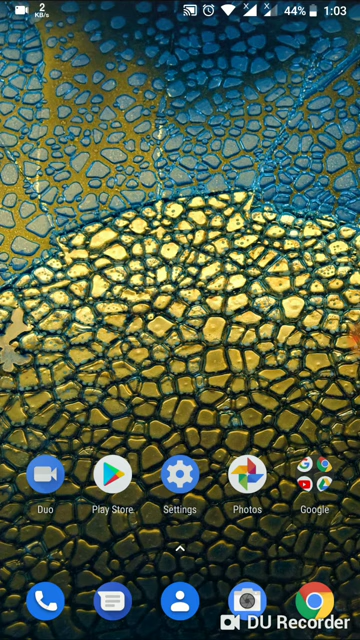 2
KB/s
44%
1:03
Duo
Play Store
Settings
Photos
Google
DU Recorder